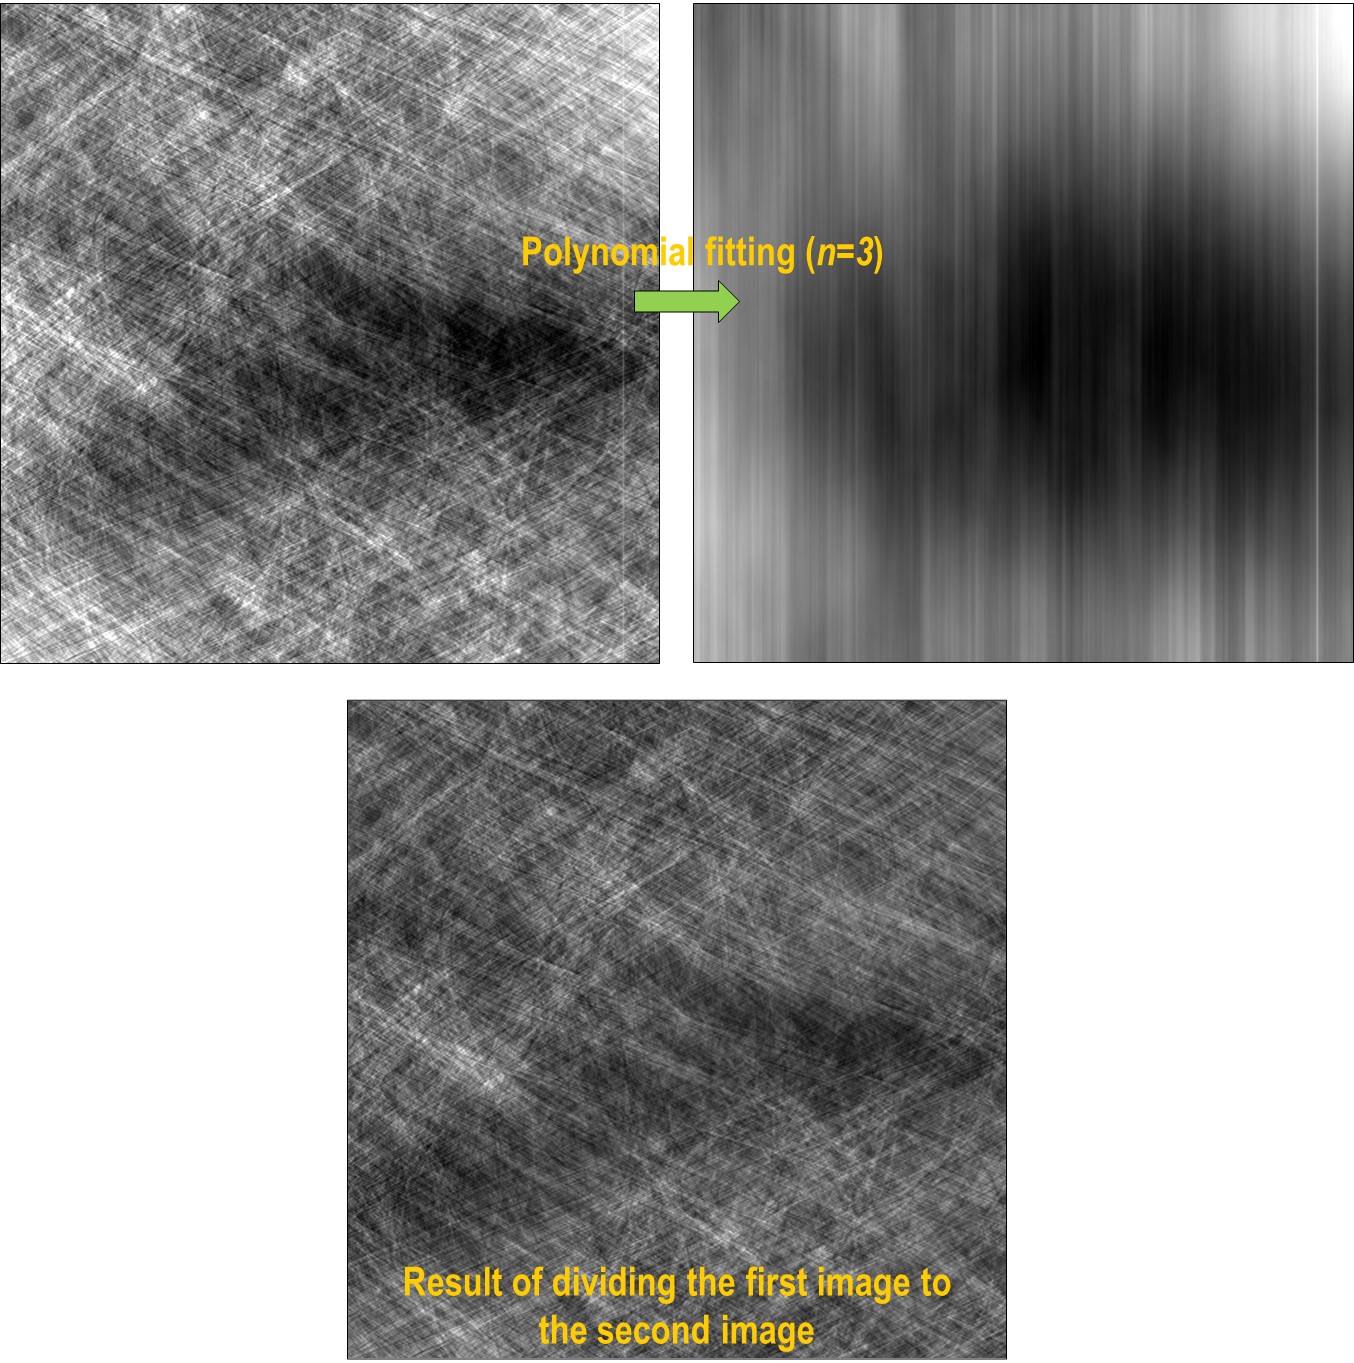 Polynomial fitting (n=3)
Result of dividing the first image to
the second image